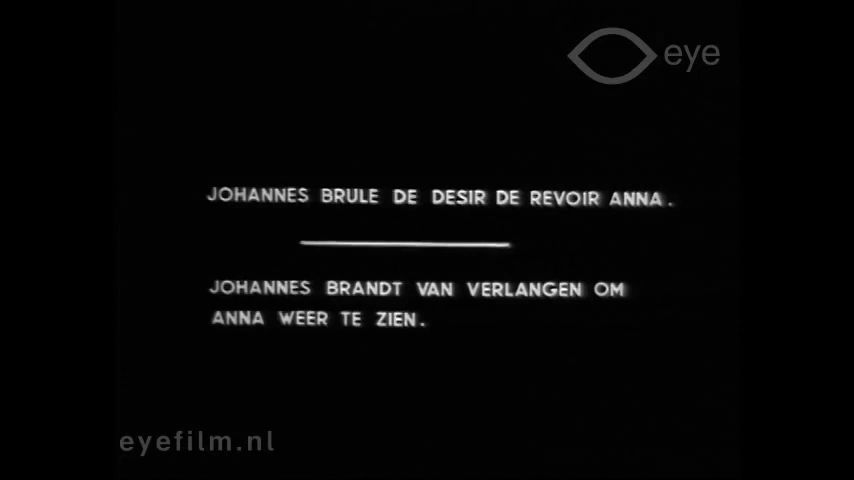 eye
JOHANNES BRULE DE DESIR DE REVOIR ANNA.
JOHANNES BRANDT VAN VERLANGEN OM
ANNA WEER TE ZIEN.
eyefilm.nl